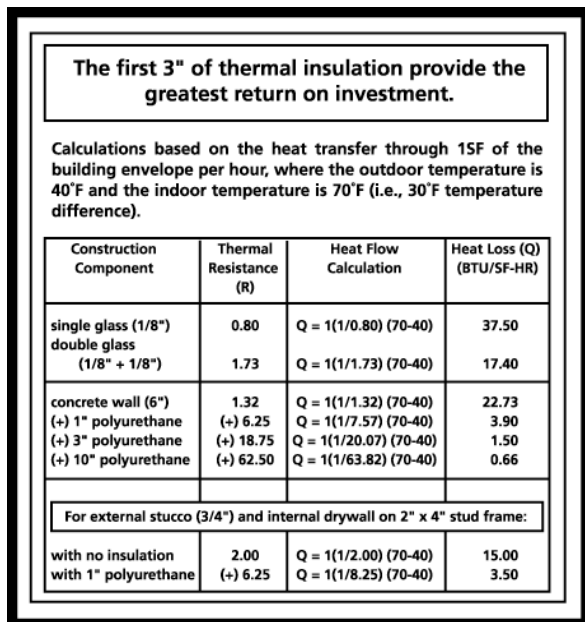 The first 3" of thermal insulation provide the
greatest return on investment.
Calculations based on the heat transfer through 1SF of the
building envelope per hour, where the outdoor temperature is
40°F and the indoor temperature is 70°F (i.e., 30°F temperature
difference).
Construction Thermal Heat Flow Heat Loss (Q)
Component Resistance Calculation (BTU/SF-HR)
(R)
single glass (1/8") 0.80 Q = 1(1/0.80) (70-40) 37.50
double glass
(1/8" + 1/8") 1.73 Q = 1(1/1.73) (70-40) 17.40
concrete wall (6") 1.32 Q = 1(1/1.32) (70-40) 22.73
(+) 1" polyurethane (+) 6.25 Q = 1(1/7.57) (70-40) 3.90
(+) 3" polyurethane (+) 18.75 Q = 1(1/20.07) (70-40) 1.50
(+) 10" polyurethane (+) 62.50 Q = 1(1/63.82) (70-40) 0.66
For external stucco (3/4") and internal drywall on 2" x 4" stud frame:
with no insulation 2.00 Q = 1(1/2.00) (70-40) 15.00
with 1" polyurethane (+) 6.25 Q = 1(1/8.25) (70-40) 3.50